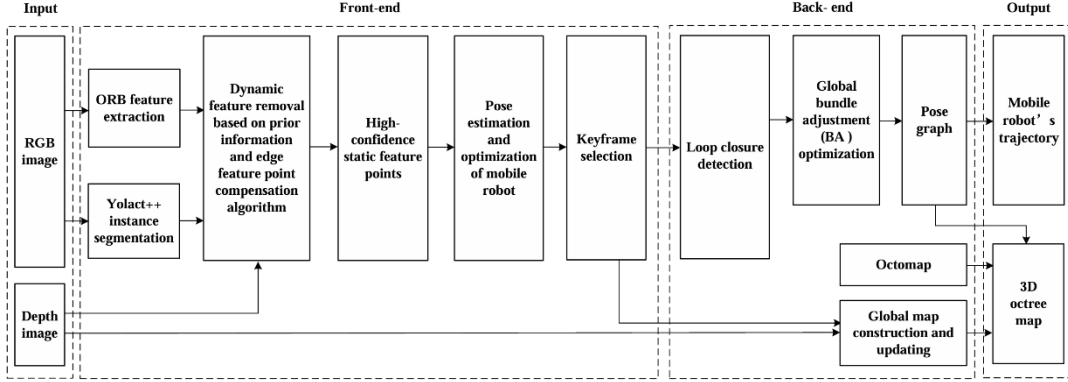 Input
Front-end
Back- end
Output
RGB
image
Depth
image
ORB feature
extraction
Yolact++
instance
segmentation
Dynamic
feature removal
based on prior
information
and edge
feature point
compensation
algorithm
High-
confidence
static feature
points
Pose
estimation
and
optimization
of mobile
robot
Keyframe
selection
Loop closure
detection
Global
bundle
adjustment
(BA )
optimization
Pose
graph
Octomap
Global map
construction and
updating
Mobile
robot’s
trajectory
3D
octree
map